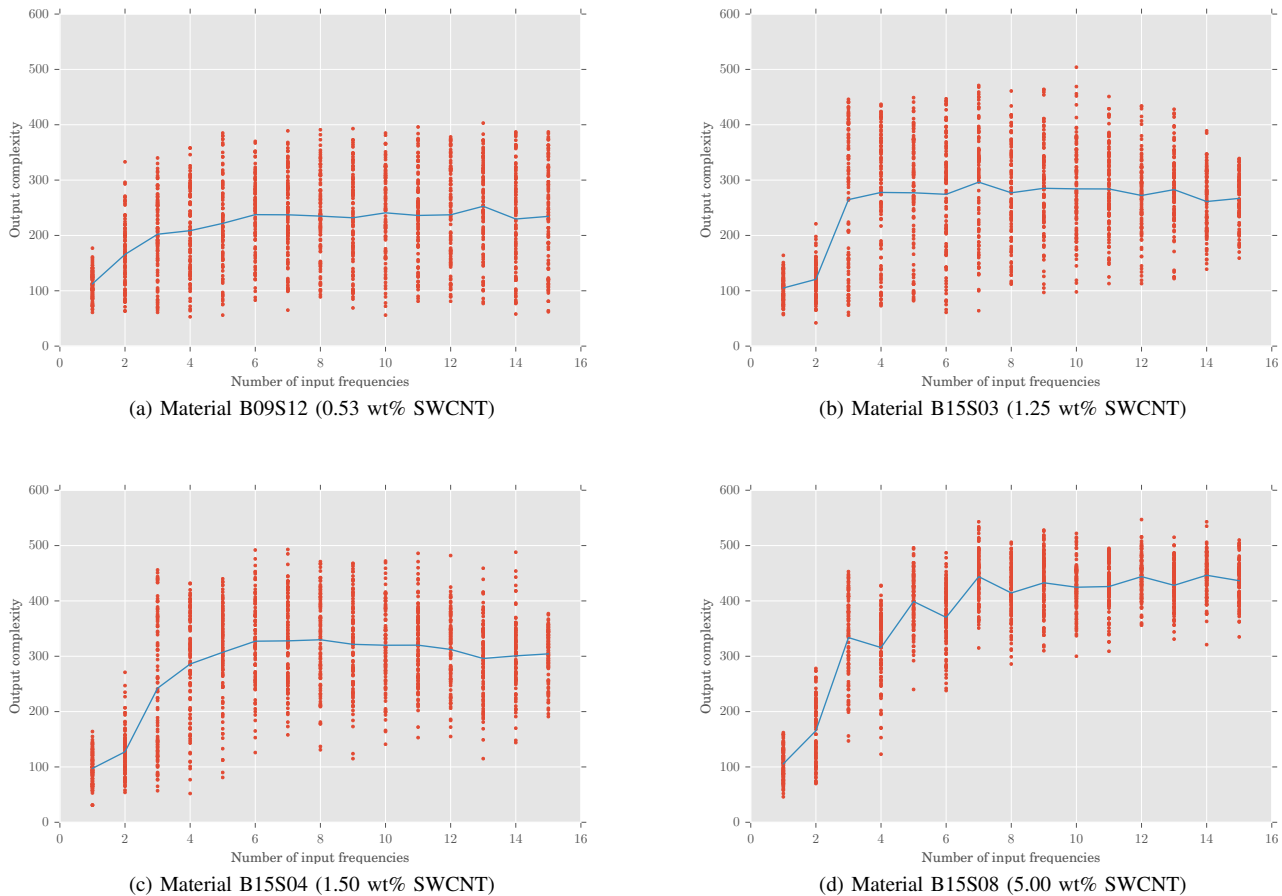 600
500
400
300
200
100
0
Output complexity
0 2 4 6 8 10 12 14 16
Number of input frequencies
(a) Material B09S12 (0.53 wt% SWCNT)
600
500
400
300
200
100
0
Output complexity
0 2 4 6 8 10 12 14 16
Number of input frequencies
(b) Material B15S03 (1.25 wt% SWCNT)
600
500
400
300
200
100
0
Output complexity
0 2 4 6 8 10 12 14 16
Number of input frequencies
(c) Material B15S04 (1.50 wt% SWCNT)
600
500
400
300
200
100
0
Output complexity
0 2 4 6 8 10 12 14 16
Number of input frequencies
(d) Material B15S08 (5.00 wt% SWCNT)